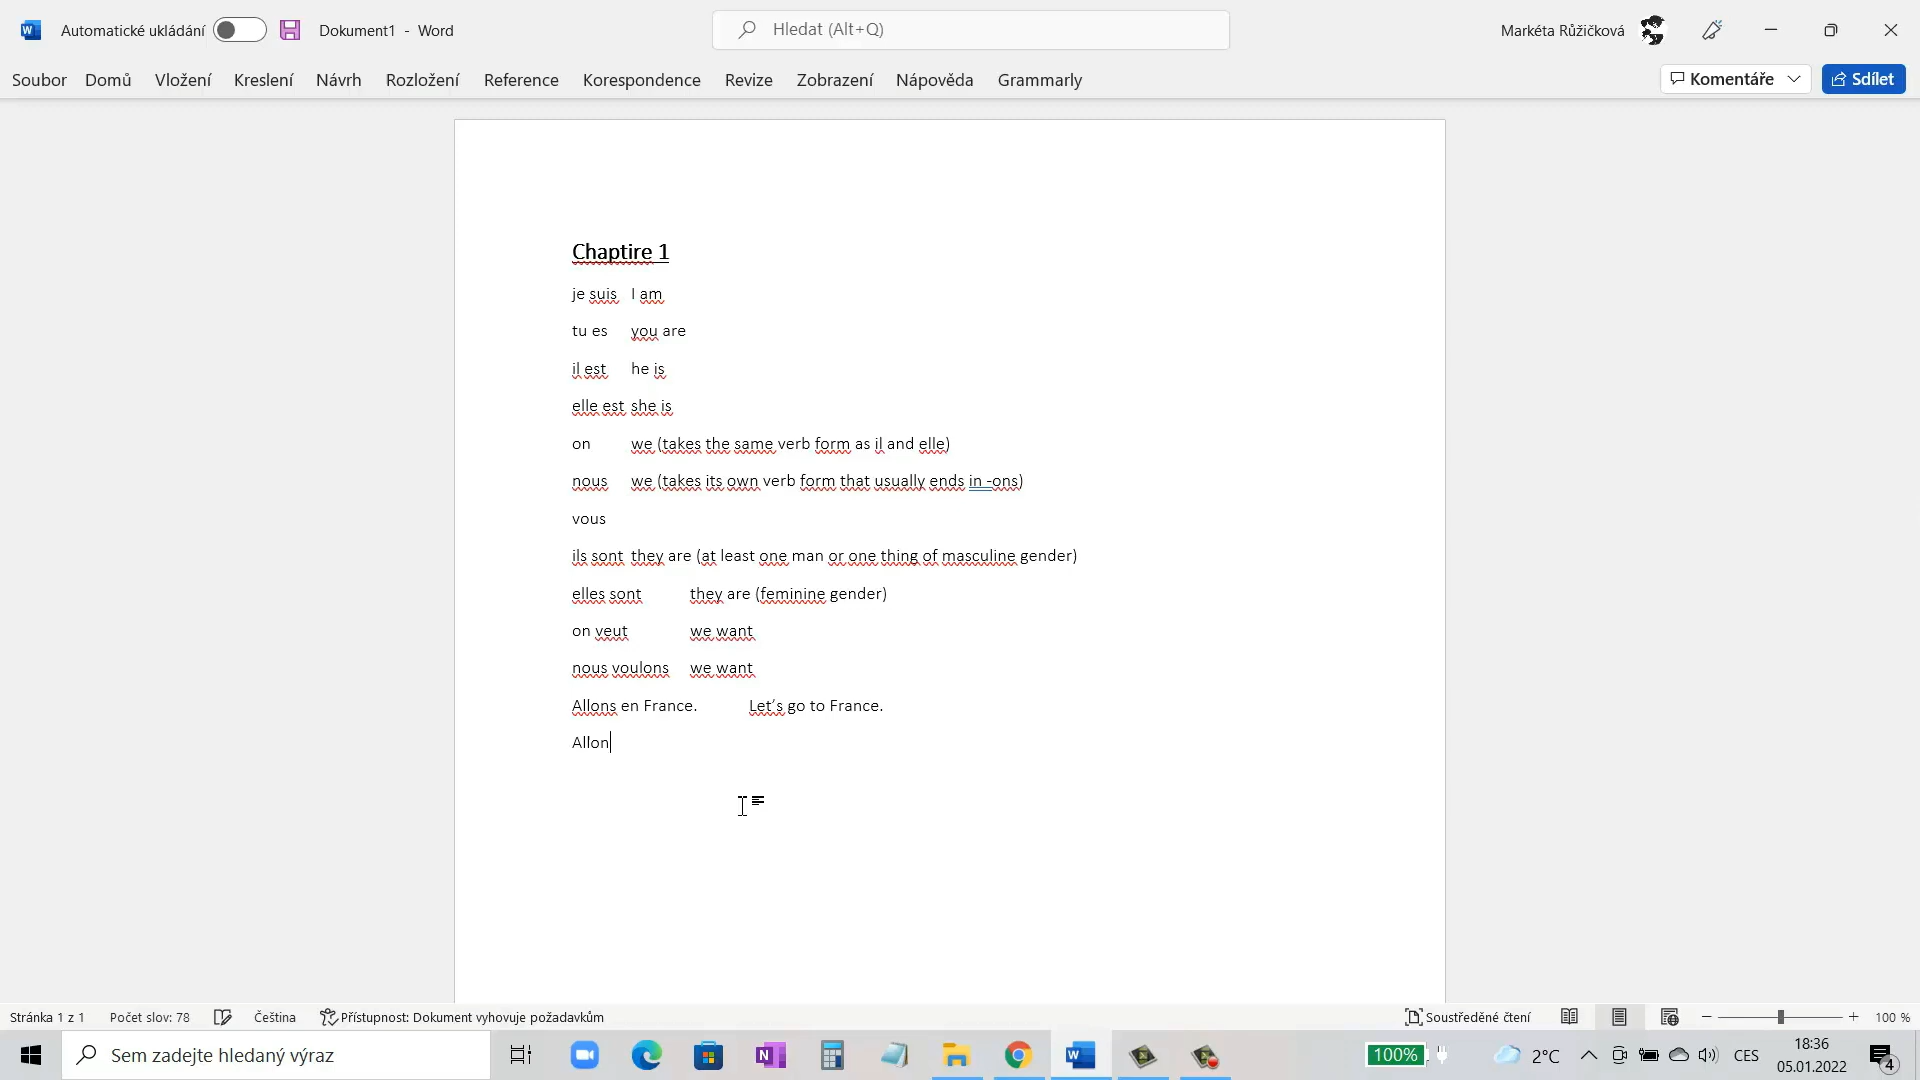 Automatické ukládání Dokument1 - Word Hledat (Alt+Q) Markéta Růžičková
Soubor Domů Vložení Kreslení Návrh Rozložení Reference Korespondence Revize Zobrazení Nápověda Grammarly Komentáře Sdílet
Chaptire 1
je suis I am
tu es you are
il est he is
elle est she is
on we (takes the same verb form as il and elle)
nous we (takes its own verb form that usually ends in -ons)
vous
ils sont they are (at least one man or one thing of masculine gender)
elles sont they are (feminine gender)
on veut we want
nous voulons we want
Allons en France. Let’s go to France.
Allon
Stránka 1 z 1 Počet slov: 78 Čeština Přístupnost: Dokument vyhovuje požadavkům Soustředěné čtení 100 %
Sem zadejte hledaný výraz 100% 2°C CES 18:36
05.01.2022 4